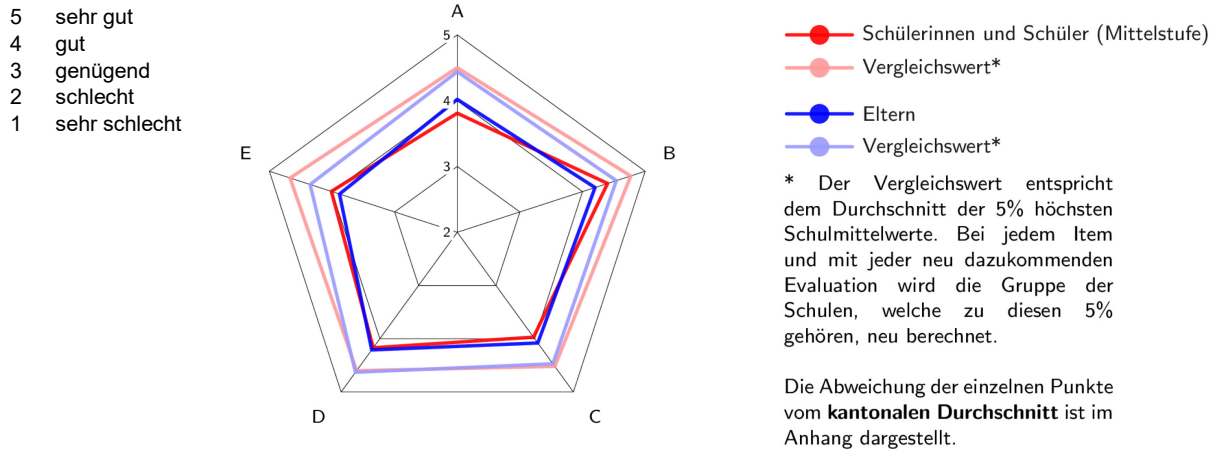 5 sehr gut
4 gut
3 genügend
2 schlecht
1 sehr schlecht
A
5
4
3
2
E
B
D
C
Schülerinnen und Schüler (Mittelstufe)
Vergleichswert*
Eltern
Vergleichswert*
* Der Vergleichswert entspricht
dem Durchschnitt der 5% höchsten
Schulmittelwerte. Bei jedem Item
und mit jeder neu dazukommenden
Evaluation wird die Gruppe der
Schulen, welche zu diesen 5%
gehören, neu berechnet.
Die Abweichung der einzelnen Punkte
vom kantonalen Durchschnitt ist im
Anhang dargestellt.